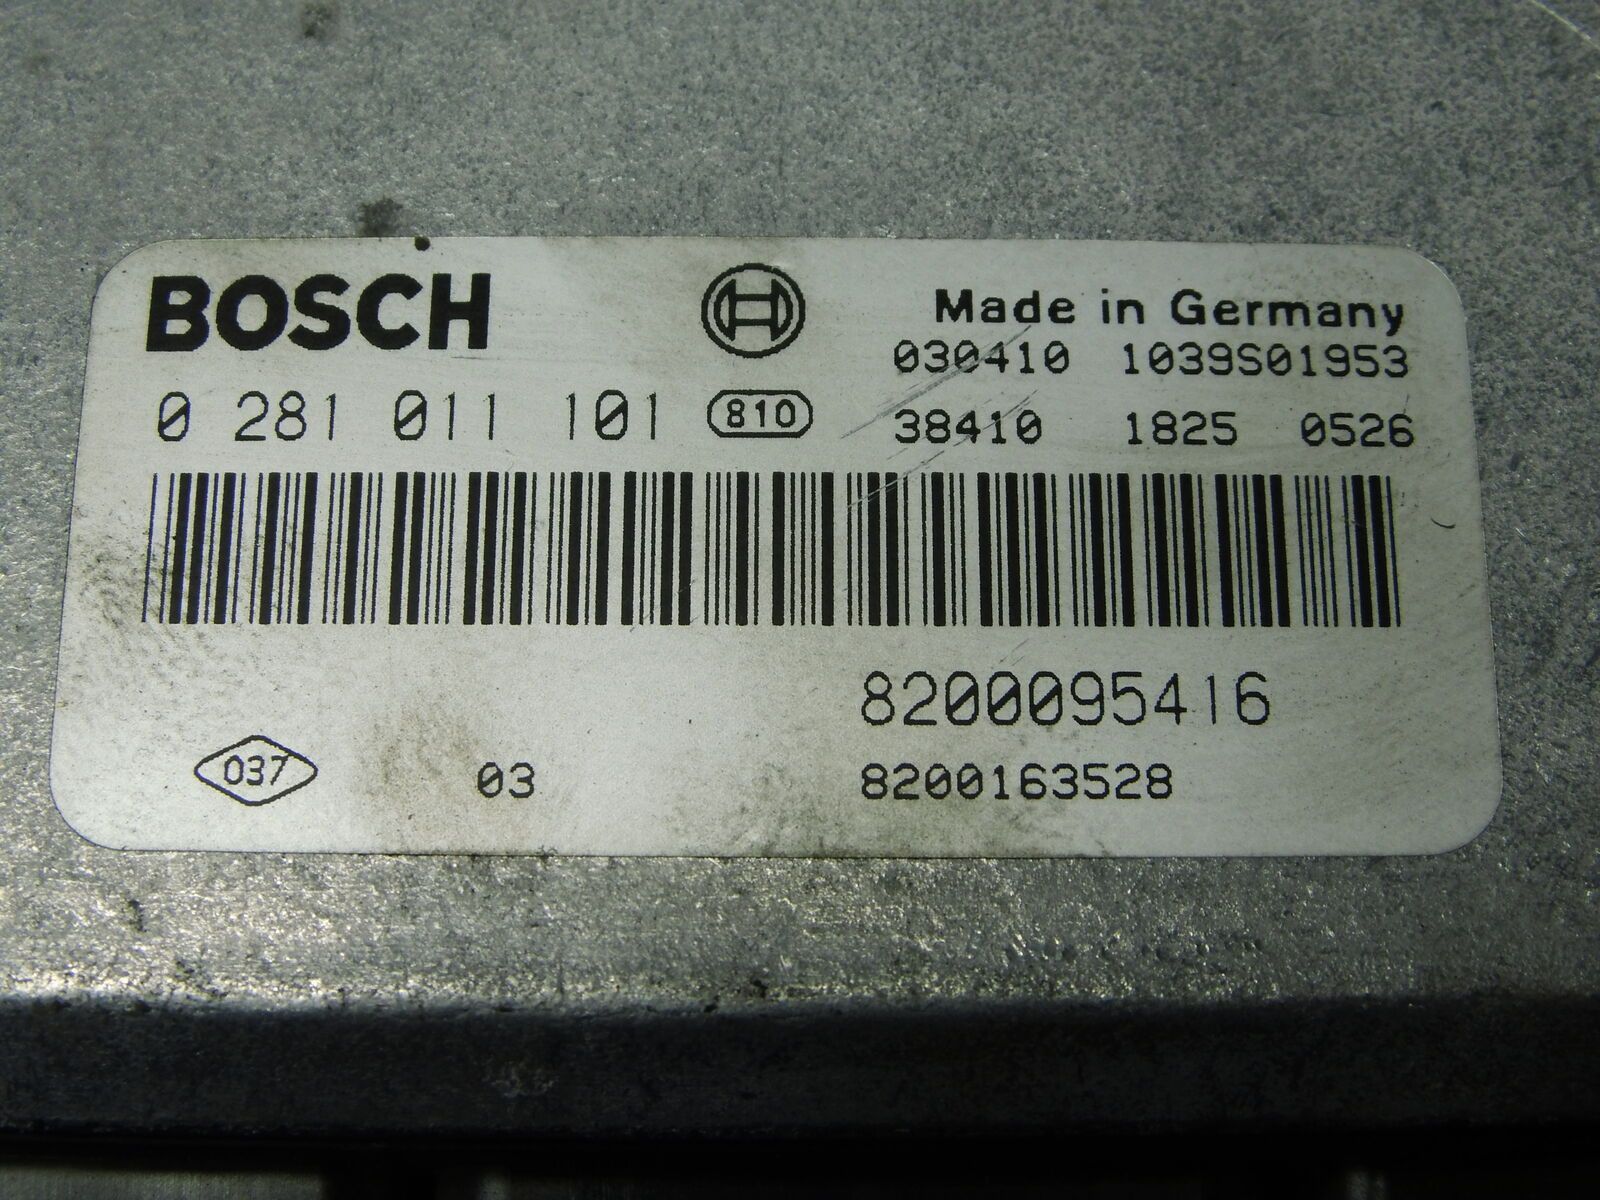 BOSCH
Made in Germany
030410 1039S01953
0 281 011 101 810
38410 1825 0526
8200095416
037 03 8200163528